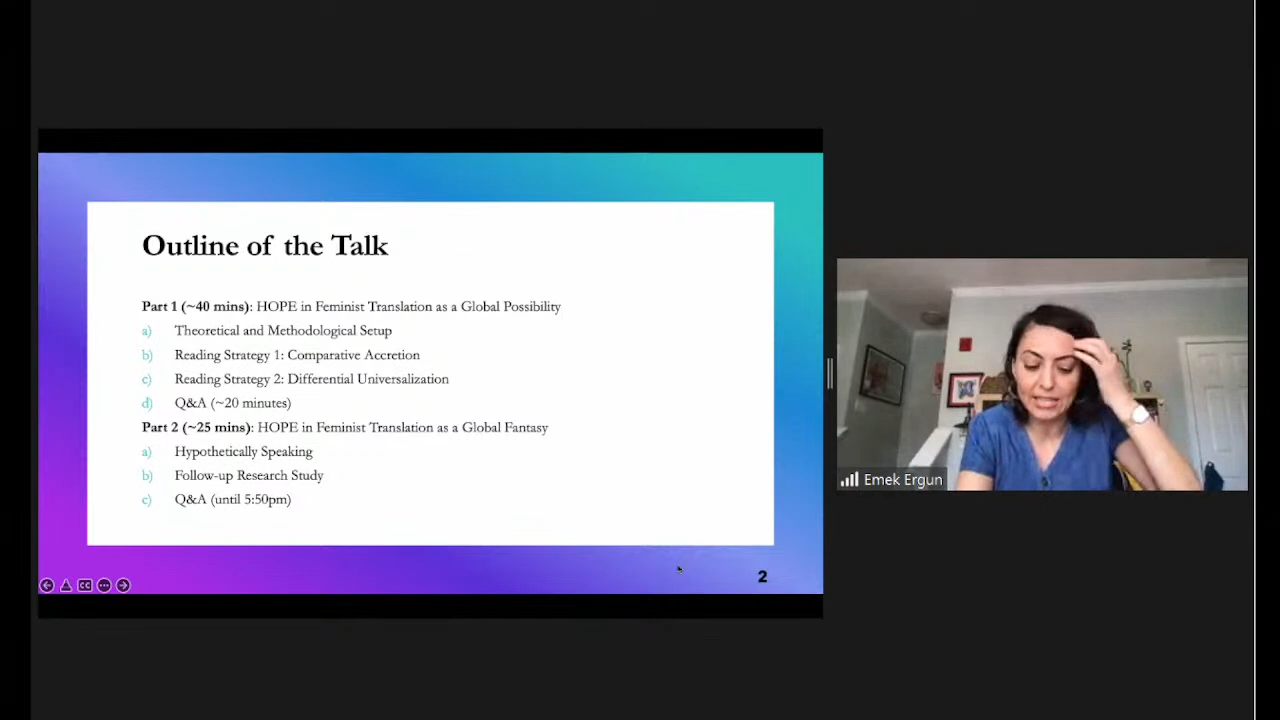 Outline of the Talk
Part 1 (~40 mins): HOPE in Feminist Translation as a Global Possibility
a) Theoretical and Methodological Setup
b) Reading Strategy 1: Comparative Accretion
c) Reading Strategy 2: Differential Universalization
d) Q&A (~20 minutes)
Part 2 (~25 mins): HOPE in Feminist Translation as a Global Fantasy
a) Hypothetically Speaking
b) Follow-up Research Study
c) Q&A (until 5:50pm)
CC
2
Emek Ergun